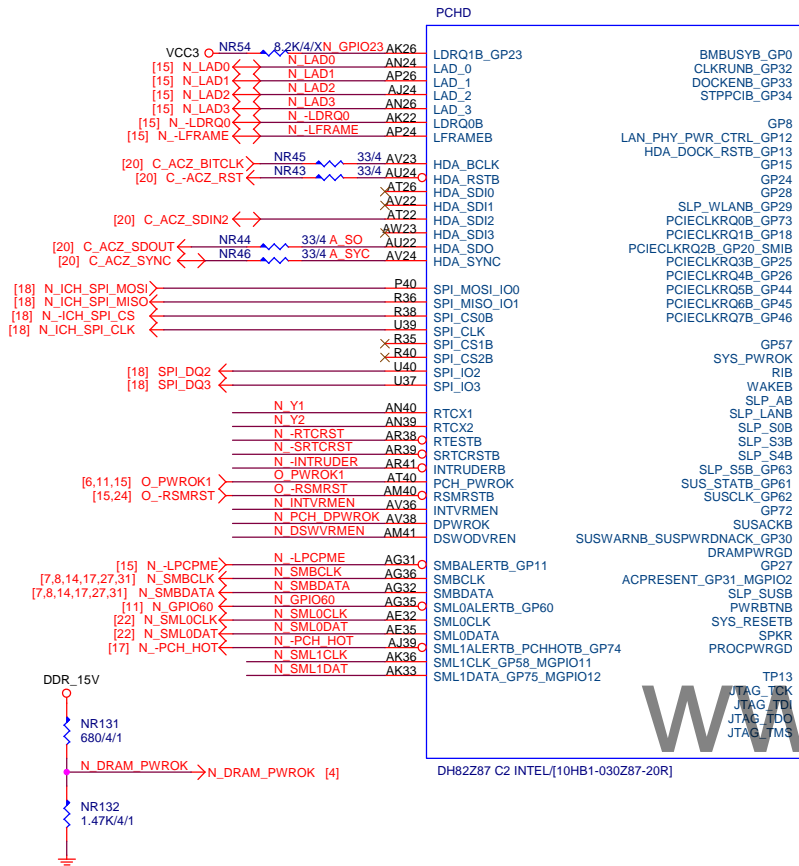 PCHD
VCC3 NR54 8.2K/4/X N_GPIO23 AK26 LDRQ1B_GP23 BMBUSYB_GP0
[15] N_LAD0 N_LAD0 AN24 LAD_0 CLKRUNB_GP32
[15] N_LAD1 N_LAD1 AP26 LAD_1 DOCKENB_GP33
[15] N_LAD2 N_LAD2 AJ24 LAD_2 STPPCIB_GP34
[15] N_LAD3 N_LAD3 AN26 LAD_3
[15] N_-LDRQ0 N_-LDRQ0 AK22 LDRQ0B GP8
[15] N_-LFRAME N_-LFRAME AP24 LFRAMEB LAN_PHY_PWR_CTRL_GP12
HDA_DOCK_RSTB_GP13
[20] C_ACZ_BITCLK NR45 33/4 AV23 HDA_BCLK GP15
[20] C_-ACZ_RST NR43 33/4 AU24 HDA_RSTB GP24
AT26 HDA_SDI0 GP28
AV22 HDA_SDI1 SLP_WLANB_GP29
[20] C_ACZ_SDIN2 AT22 HDA_SDI2 PCIECLKRQ0B_GP73
AW23 HDA_SDI3 PCIECLKRQ1B_GP18
[20] C_ACZ_SDOUT NR44 33/4 A_SO AU22 HDA_SDO PCIECLKRQ2B_GP20_SMIB
[20] C_ACZ_SYNC NR46 33/4 A_SYC AV24 HDA_SYNC PCIECLKRQ3B_GP25
PCIECLKRQ4B_GP26
[18] N_ICH_SPI_MOSI P40 SPI_MOSI_IO0 PCIECLKRQ5B_GP44
[18] N_ICH_SPI_MISO R36 SPI_MISO_IO1 PCIECLKRQ6B_GP45
[18] N_-ICH_SPI_CS R38 SPI_CS0B PCIECLKRQ7B_GP46
[18] N_ICH_SPI_CLK U39 SPI_CLK
R35 SPI_CS1B GP57
R40 SPI_CS2B SYS_PWROK
[18] SPI_DQ2 U40 SPI_IO2 RIB
[18] SPI_DQ3 U37 SPI_IO3 WAKEB
SLP_AB
N_Y1 AN40 RTCX1 SLP_LANB
N_Y2 AN39 RTCX2 SLP_S0B
N_-RTCRST AR38 RTESTB SLP_S3B
N_-SRTCRST AR39 SRTCRSTB SLP_S4B
N_-INTRUDER AR41 INTRUDERB SLP_S5B_GP63
[6,11,15] O_PWROK1 O_PWROK1 AT40 PCH_PWROK SUS_STATB_GP61
[15,24] O_-RSMRST O_-RSMRST AM40 RSMRSTB SUSCLK_GP62
N_INTVRMEN AV36 INTVRMEN GP72
N_PCH_DPWROK AV38 DPWROK SUSACKB
N_DSWVRMEN AM41 DSWODVREN SUSWARNB_SUSPWRDNACK_GP30
DRAMPWRGD
[15] N_-LPCPME N_-LPCPME AG31 SMBALERTB_GP11 GP27
[7,8,14,17,27,31] N_SMBCLK N_SMBCLK AG36 SMBCLK ACPRESENT_GP31_MGPIO2
[7,8,14,17,27,31] N_SMBDATA N_SMBDATA AG32 SMBDATA SLP_SUSB
[11] N_GPIO60 N_GPIO60 AG35 SML0ALERTB_GP60 PWRBTNB
[22] N_SML0CLK N_SML0CLK AE32 SML0CLK SYS_RESETB
[22] N_SML0DAT N_SML0DAT AE35 SML0DATA SPKR
[17] N_-PCH_HOT N_-PCH_HOT AJ39 SML1ALERTB_PCHHOTB_GP74 PROCPWRGD
N_SML1CLK AK36 SML1CLK_GP58_MGPIO11
N_SML1DAT AK33 SML1DATA_GP75_MGPIO12 TP13
JTAG_TCK
JTAG_TDI
JTAG_TDO
JTAG_TMS
DDR_15V
NR131
680/4/1
N_DRAM_PWROK N_DRAM_PWROK [4]
NR132
1.47K/4/1
DH82Z87 C2 INTEL/[10HB1-030Z87-20R]